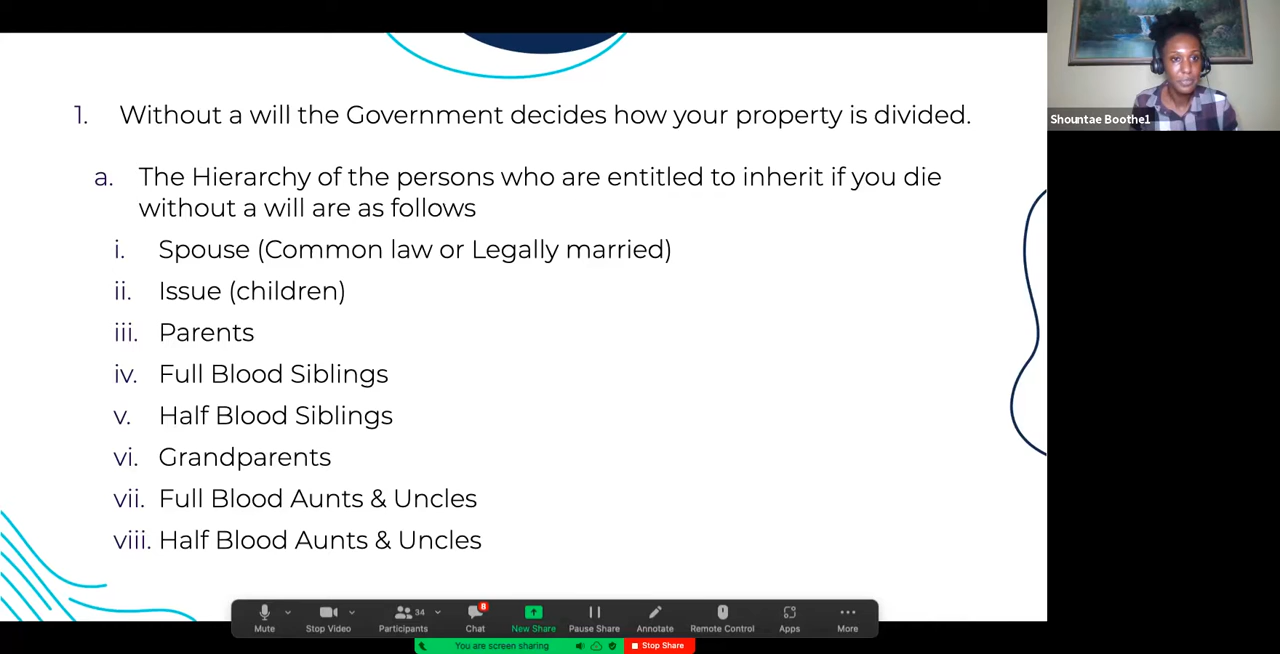 1. Without a will the Government decides how your property is divided.
a. The Hierarchy of the persons who are entitled to inherit if you die
without a will are as follows
i. Spouse (Common law or Legally married)
ii. Issue (children)
iii. Parents
iv. Full Blood Siblings
v. Half Blood Siblings
vi. Grandparents
vii. Full Blood Aunts & Uncles
viii. Half Blood Aunts & Uncles
Shountae Boothe1
34
8
Mute
Stop Video
Participants
Chat
New Share
Pause Share
Annotate
Remote Control
Apps
More
You are screen sharing
Stop Share